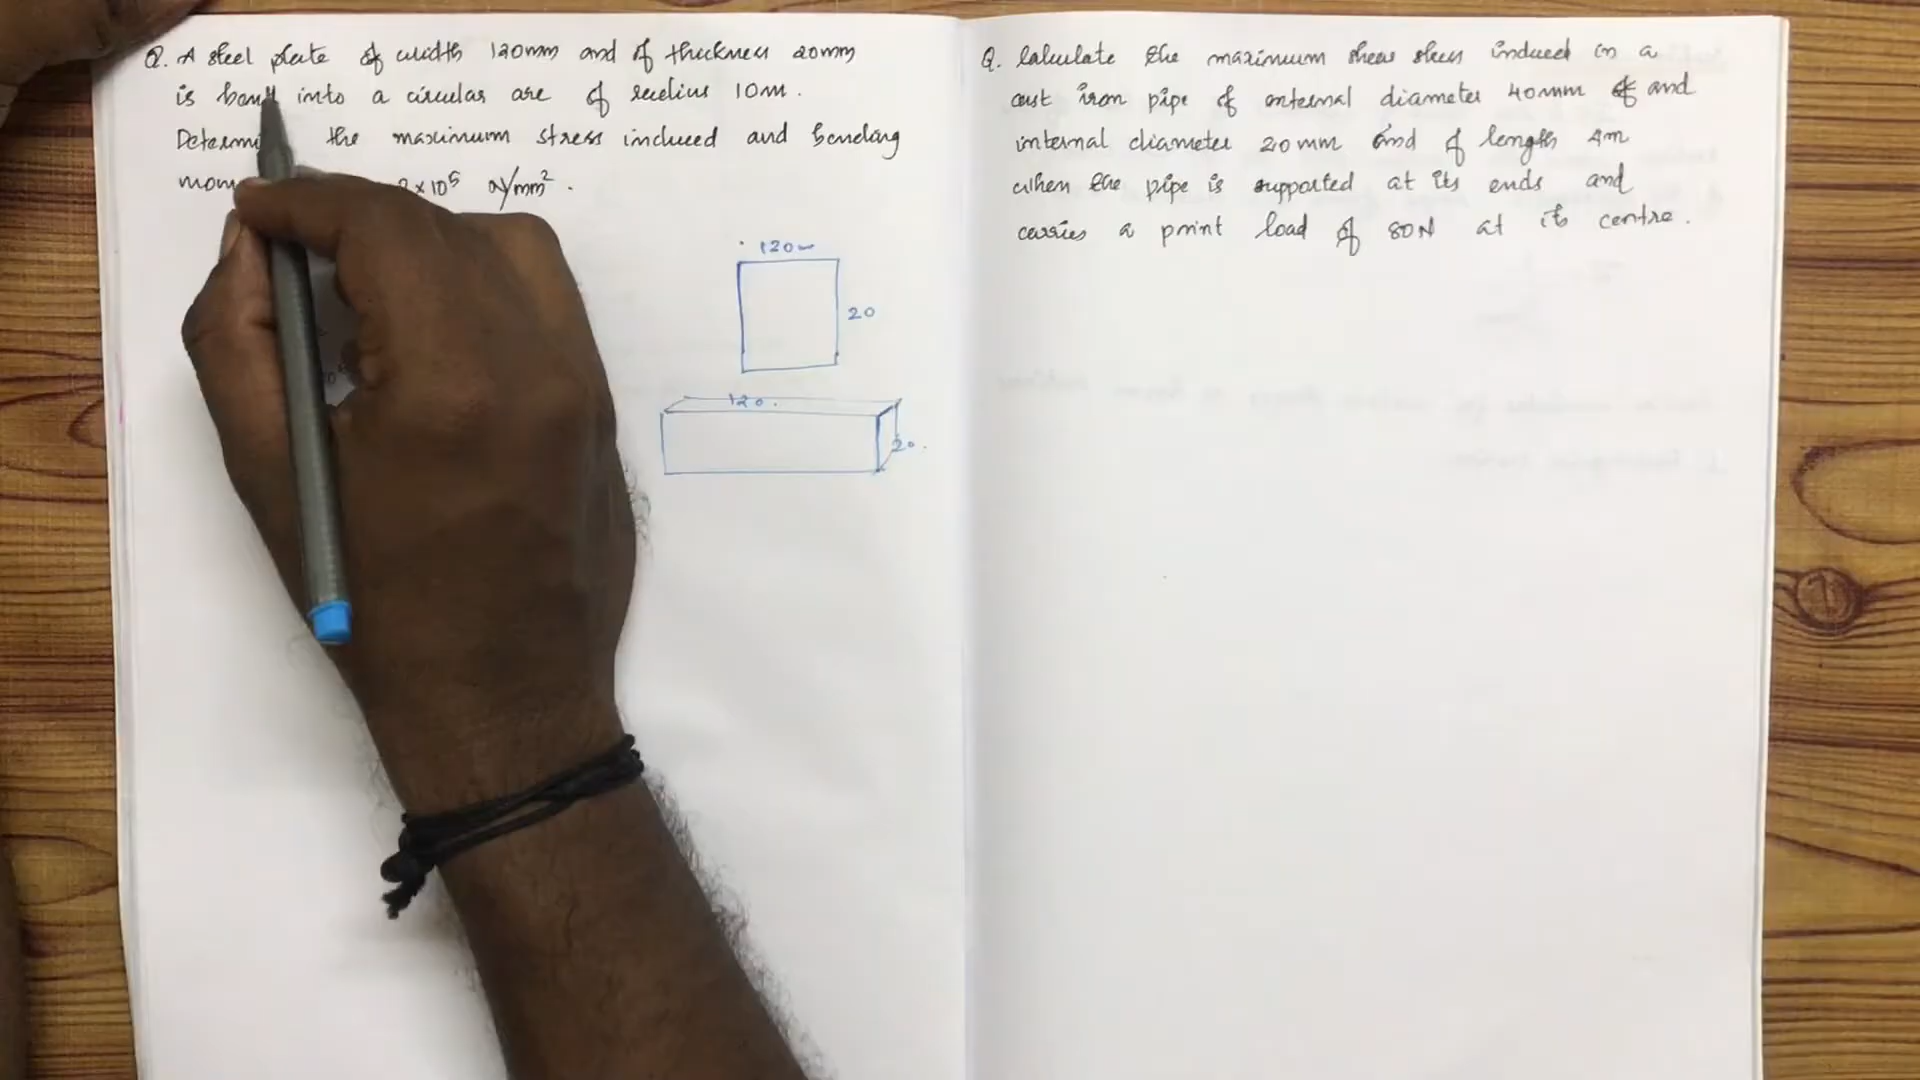 Q. A steel plate of width 120mm and of thickness 20mm
is into a circular arc of radius 10m.
the maximum stress induced and bending
2×10⁵ N/mm².
120
20
120.
20.
Q. Calculate the maximum shear stress induced in a
cast iron pipe of external diameter 40mm and
internal diameter 20mm and of length 4m
when the pipe is supported at its ends and
carries a point load of 80N at its centre.